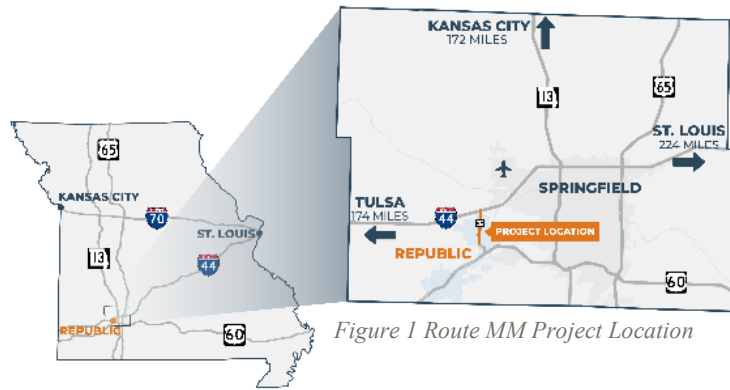 65
KANSAS CITY
70
ST. LOUIS
13
44
REPUBLIC
60
KANSAS CITY
172 MILES
65
13
ST. LOUIS
224 MILES
SPRINGFIELD
TULSA
174 MILES
44
PROJECT LOCATION
REPUBLIC
60
Figure 1 Route MM Project Location